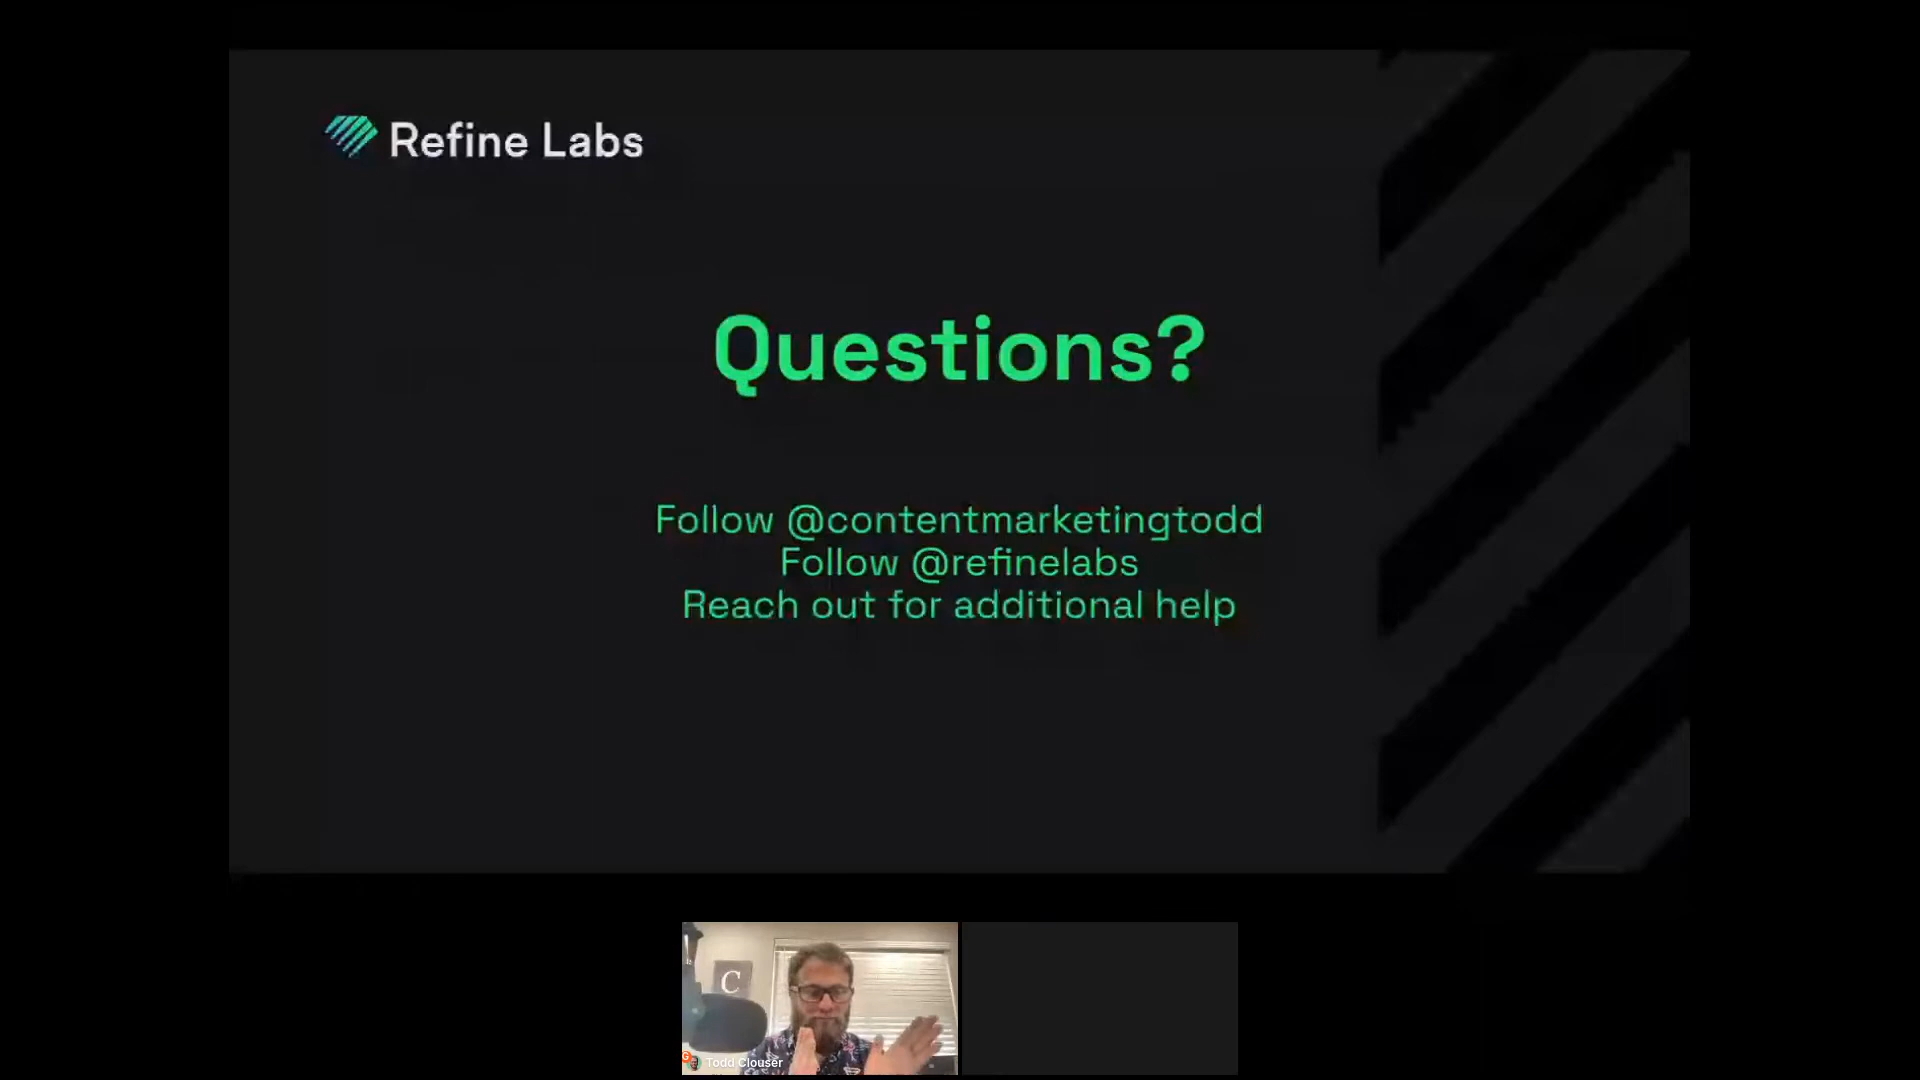 Refine Labs
Questions?
Follow @contentmarketingtodd
Follow @refinelabs
Reach out for additional help
C
Todd Clouser